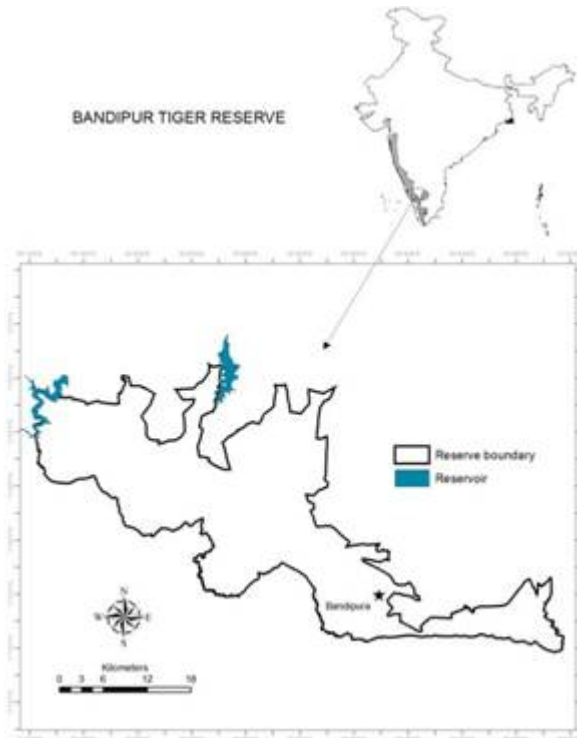 BANDIPUR TIGER RESERVE
Reserve boundary
Reservoir
Bandipura
N
W E
S
Kilometers
0 3 6 12 18